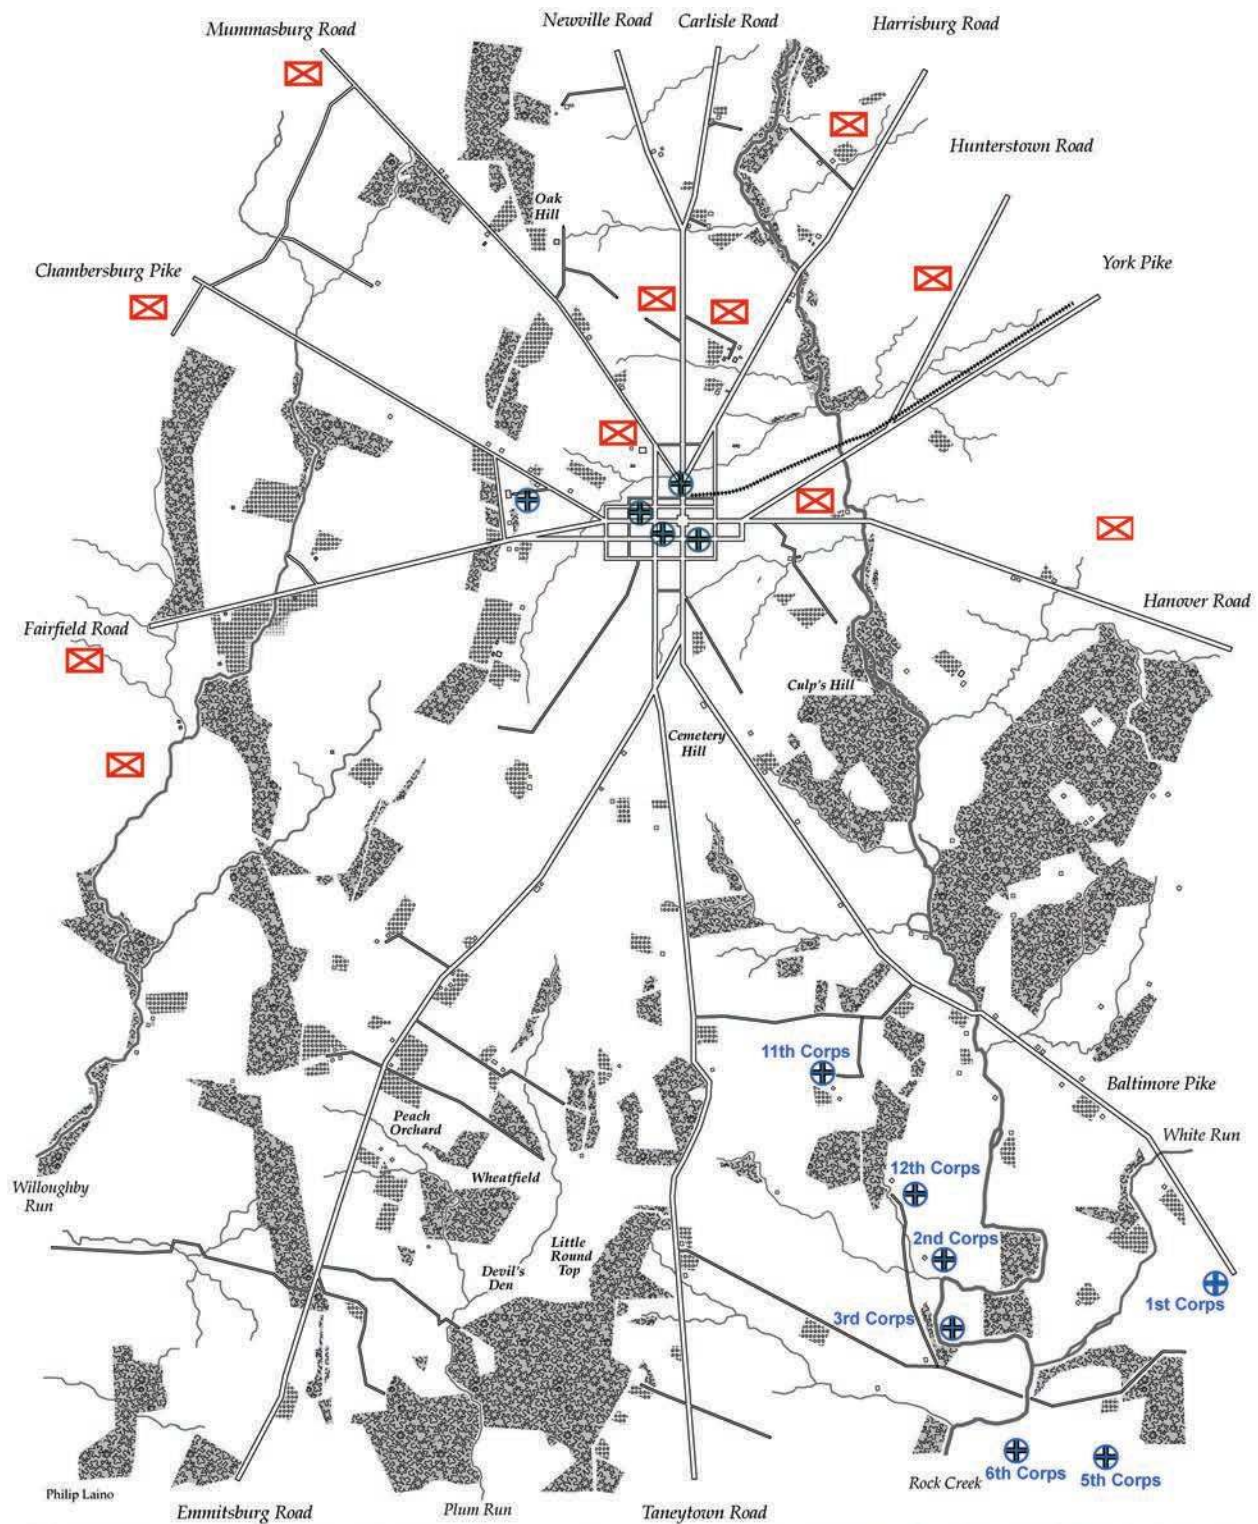 Newville Road
Carlisle Road
Harrisburg Road
Mummasburg Road
Hunterstown Road
Oak
Hill
Chambersburg Pike
York Pike
Hanover Road
Fairfield Road
Culp's Hill
Cemetery
Hill
11th Corps
Baltimore Pike
Peach
Orchard
White Run
12th Corps
Wheatfield
Willoughby
Run
2nd Corps
Little
Round
Top
Devil's
Den
1st Corps
3rd Corps
Rock Creek
6th Corps
5th Corps
Philip Laino
Emmitsburg Road
Plum Run
Taneytown Road